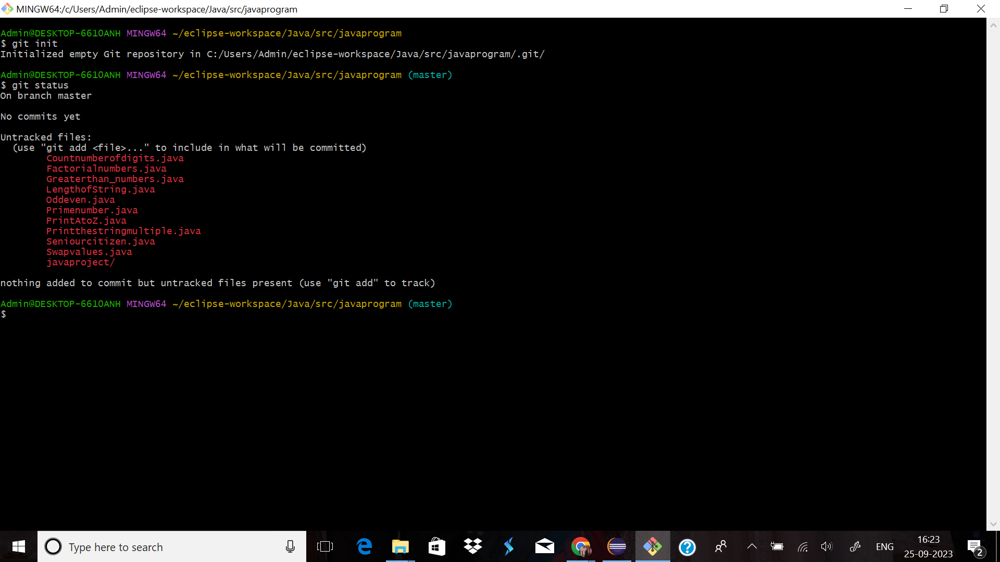 MINGW64:/c/Users/Admin/eclipse-workspace/Java/src/javaprogram
Admin@DESKTOP-6610ANH MINGW64 ~/eclipse-workspace/Java/src/javaprogram
$ git init
Initialized empty Git repository in C:/Users/Admin/eclipse-workspace/Java/src/javaprogram/.git/
Admin@DESKTOP-6610ANH MINGW64 ~/eclipse-workspace/Java/src/javaprogram (master)
$ git status
On branch master
No commits yet
Untracked files:
(use "git add <file>..." to include in what will be committed)
Countnumberofdigits.java
Factorialnumbers.java
Greaterthan_numbers.java
LengthofString.java
Oddeven.java
Primenumber.java
PrintAtoZ.java
Printthestringmultiple.java
Seniourcitizen.java
Swapvalues.java
javaproject/
nothing added to commit but untracked files present (use "git add" to track)
Admin@DESKTOP-6610ANH MINGW64 ~/eclipse-workspace/Java/src/javaprogram (master)
$
Type here to search
ENG
16:23
25-09-2023
2